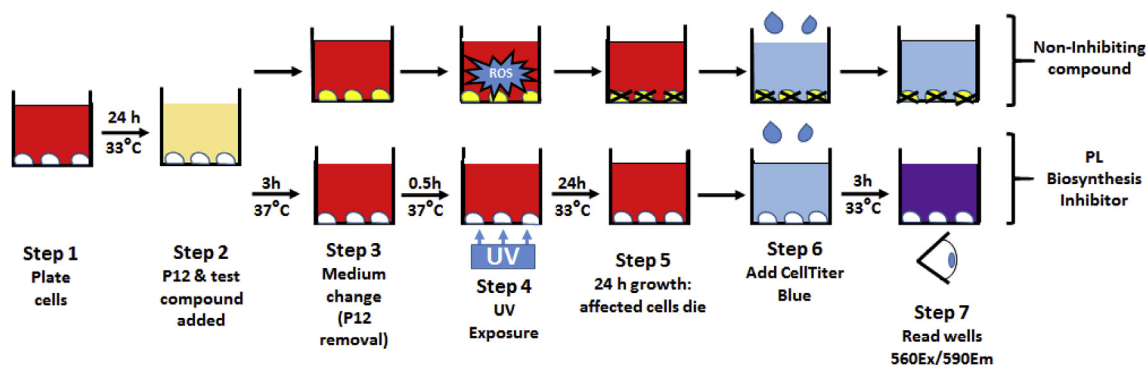 24 h
33°C
3h
37°C
0.5h
37°C
24h
33°C
3h
33°C
ROS
UV
Non-Inhibiting
compound
PL
Biosynthesis
Inhibitor
Step 1
Plate
cells
Step 2
P12 & test
compound
added
Step 3
Medium
change
(P12
removal)
Step 4
UV
Exposure
Step 5
24 h growth:
affected cells die
Step 6
Add CellTiter
Blue
Step 7
Read wells
560Ex/590Em